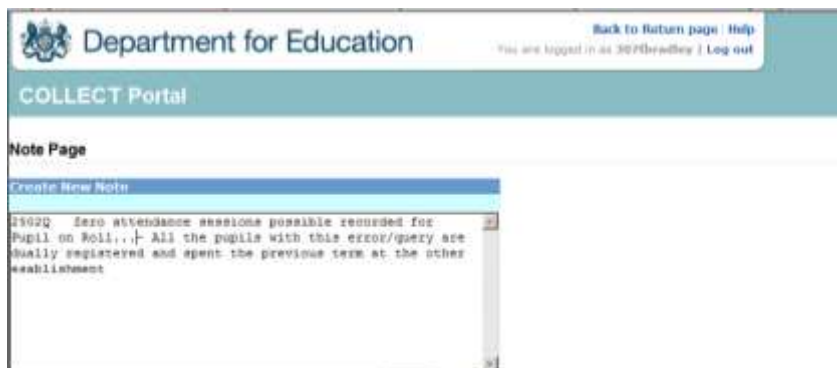 Department for Education
Back to Return page | Help
You are logged in as | Log out
COLLECT Portal
Note Page
Create New Note
2502Q Zero attendance sessions possible recorded for
Pupil on Roll...- All the pupils with this error/query are
dually registered and spent the previous term at the other
esablishment